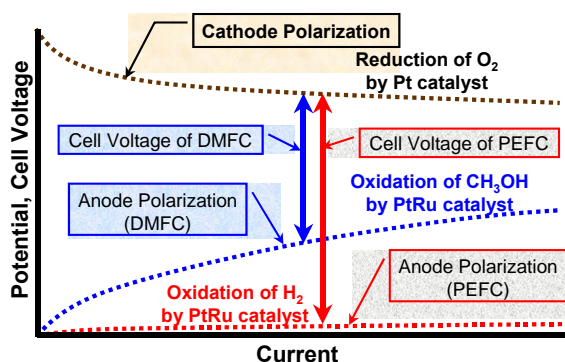 Cathode Polarization
Reduction of O2
by Pt catalyst
Cell Voltage of DMFC
Cell Voltage of PEFC
Anode Polarization
(DMFC)
Oxidation of CH3OH
by PtRu catalyst
Oxidation of H2
by PtRu catalyst
Anode Polarization
(PEFC)
Potential, Cell Voltage
Current